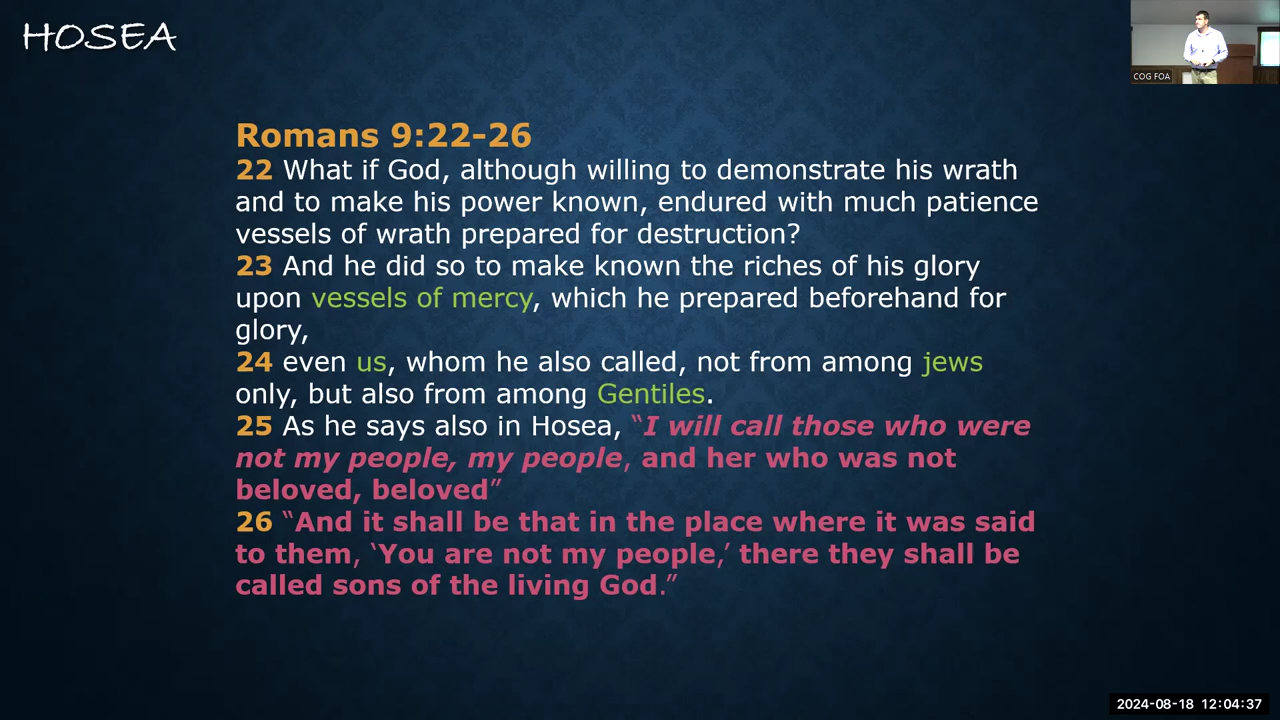 HOSEA
COG FOA
Romans 9:22-26
22 What if God, although willing to demonstrate his wrath
and to make his power known, endured with much patience
vessels of wrath prepared for destruction?
23 And he did so to make known the riches of his glory
upon vessels of mercy, which he prepared beforehand for
glory,
24 even us, whom he also called, not from among jews
only, but also from among Gentiles.
25 As he says also in Hosea, “I will call those who were
not my people, my people, and her who was not
beloved, beloved”
26 “And it shall be that in the place where it was said
to them, ‘You are not my people,’ there they shall be
called sons of the living God.”
2024-08-18 12:04:37